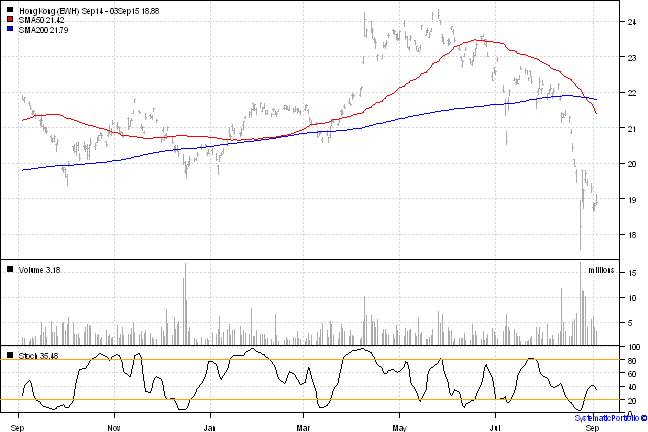 Hong Kong (EWH) Sep14 - 03Sep15 18.88
SMA50 21.42
SMA200 21.79
24
23
22
21
20
19
18
Volume 3.18
millions
15
10
5
Stoch 35.48
100
80
60
40
20
0
Sep
Nov
Jan
Mar
May
Jul
Sep
SystematicPortfolio ©